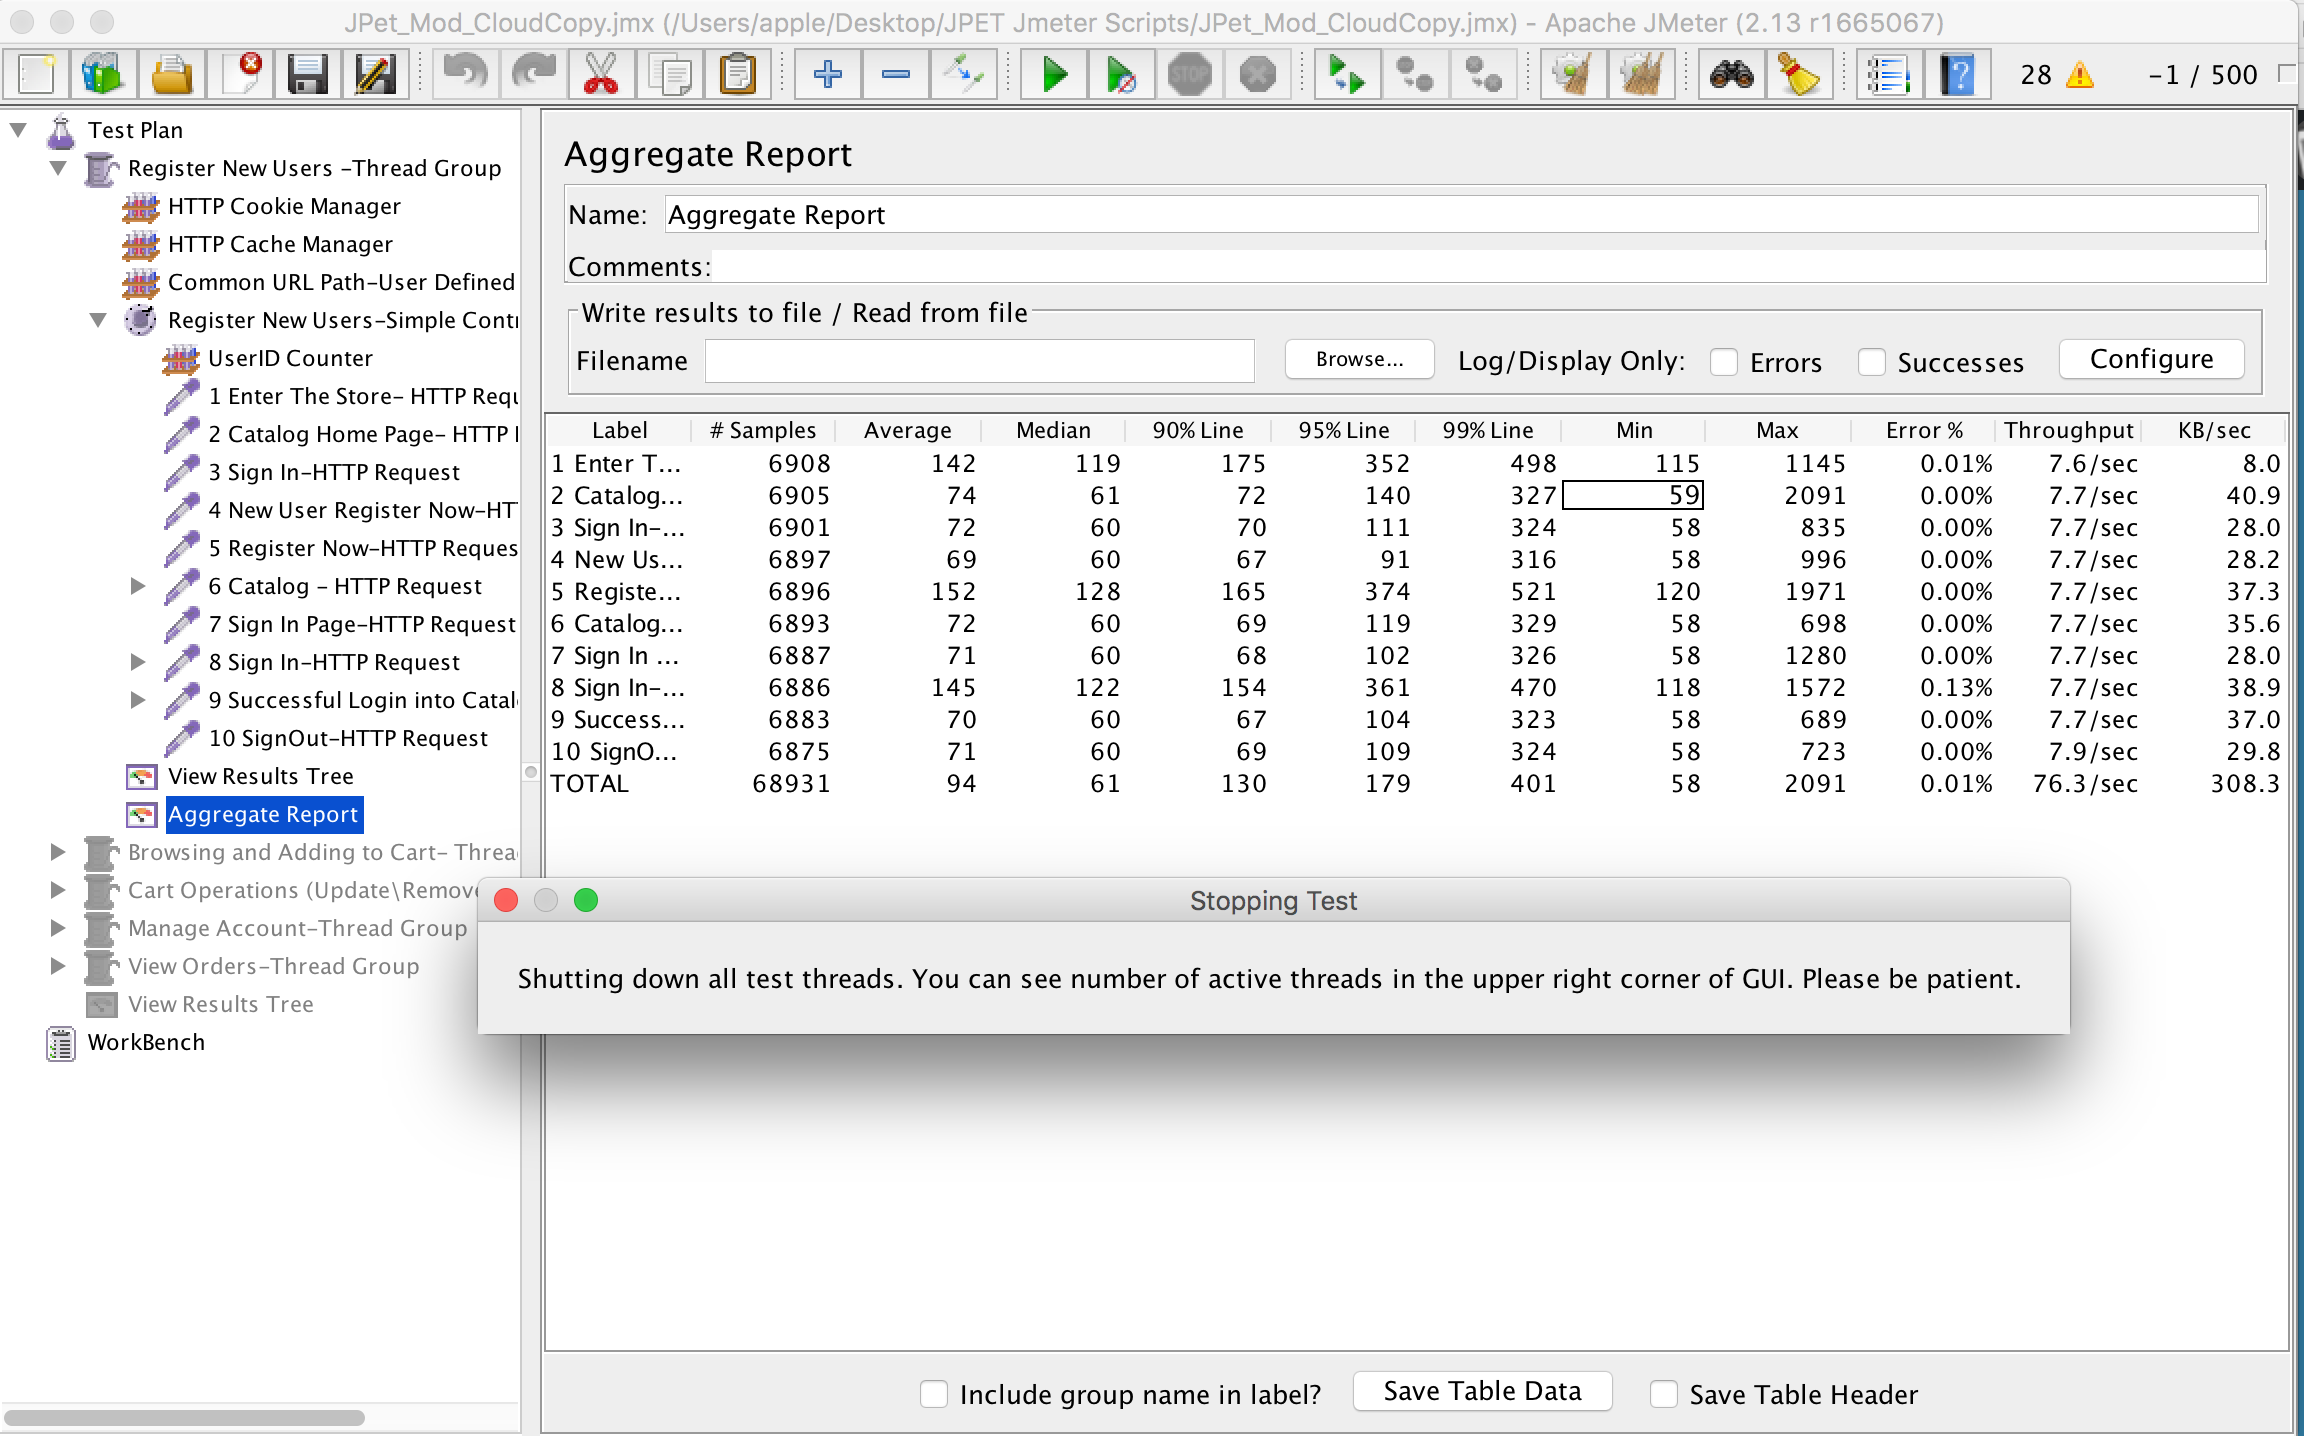 JPet_Mod_CloudCopy.jmx (/Users/apple/Desktop/JPET Jmeter Scripts/JPet_Mod_CloudCopy.jmx) - Apache JMeter (2.13 r1665067)
STOP
28
-1 / 500
Test Plan
Register New Users -Thread Group
HTTP Cookie Manager
HTTP Cache Manager
Common URL Path-User Defined
Register New Users-Simple Contr
UserID Counter
1 Enter The Store- HTTP Requ
2 Catalog Home Page- HTTP
3 Sign In-HTTP Request
4 New User Register Now-HT
5 Register Now-HTTP Reques
6 Catalog - HTTP Request
7 Sign In Page-HTTP Request
8 Sign In-HTTP Request
9 Successful Login into Catal
10 SignOut-HTTP Request
View Results Tree
Aggregate Report
Browsing and Adding to Cart- Threa
Cart Operations (Update\Remove
Manage Account-Thread Group
View Orders-Thread Group
View Results Tree
WorkBench
Aggregate Report
Name: Aggregate Report
Comments:
Write results to file / Read from file
Filename Browse... Log/Display Only: Errors Successes Configure
Label # Samples Average Median 90% Line 95% Line 99% Line Min Max Error % Throughput KB/sec
1 Enter T... 6908 142 119 175 352 498 115 1145 0.01% 7.6/sec 8.0
2 Catalog... 6905 74 61 72 140 327 59 2091 0.00% 7.7/sec 40.9
3 Sign In-... 6901 72 60 70 111 324 58 835 0.00% 7.7/sec 28.0
4 New Us... 6897 69 60 67 91 316 58 996 0.00% 7.7/sec 28.2
5 Registe... 6896 152 128 165 374 521 120 1971 0.00% 7.7/sec 37.3
6 Catalog... 6893 72 60 69 119 329 58 698 0.00% 7.7/sec 35.6
7 Sign In ... 6887 71 60 68 102 326 58 1280 0.00% 7.7/sec 28.0
8 Sign In-... 6886 145 122 154 361 470 118 1572 0.13% 7.7/sec 38.9
9 Success... 6883 70 60 67 104 323 58 689 0.00% 7.7/sec 37.0
10 SignO... 6875 71 60 69 109 324 58 723 0.00% 7.9/sec 29.8
TOTAL 68931 94 61 130 179 401 58 2091 0.01% 76.3/sec 308.3
Stopping Test
Shutting down all test threads. You can see number of active threads in the upper right corner of GUI. Please be patient.
Include group name in label? Save Table Data Save Table Header